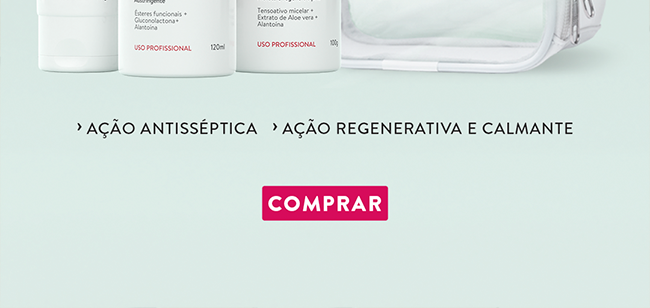 Adstringente
Ésteres funcionais +
Gluconolactona+
Alantoína
USO PROFISSIONAL
120ml
Tensoativo micelar +
Extrato de Aloe vera +
Alantoína
USO PROFISSIONAL
100g
› AÇÃO ANTISSÉPTICA › AÇÃO REGENERATIVA E CALMANTE
COMPRAR